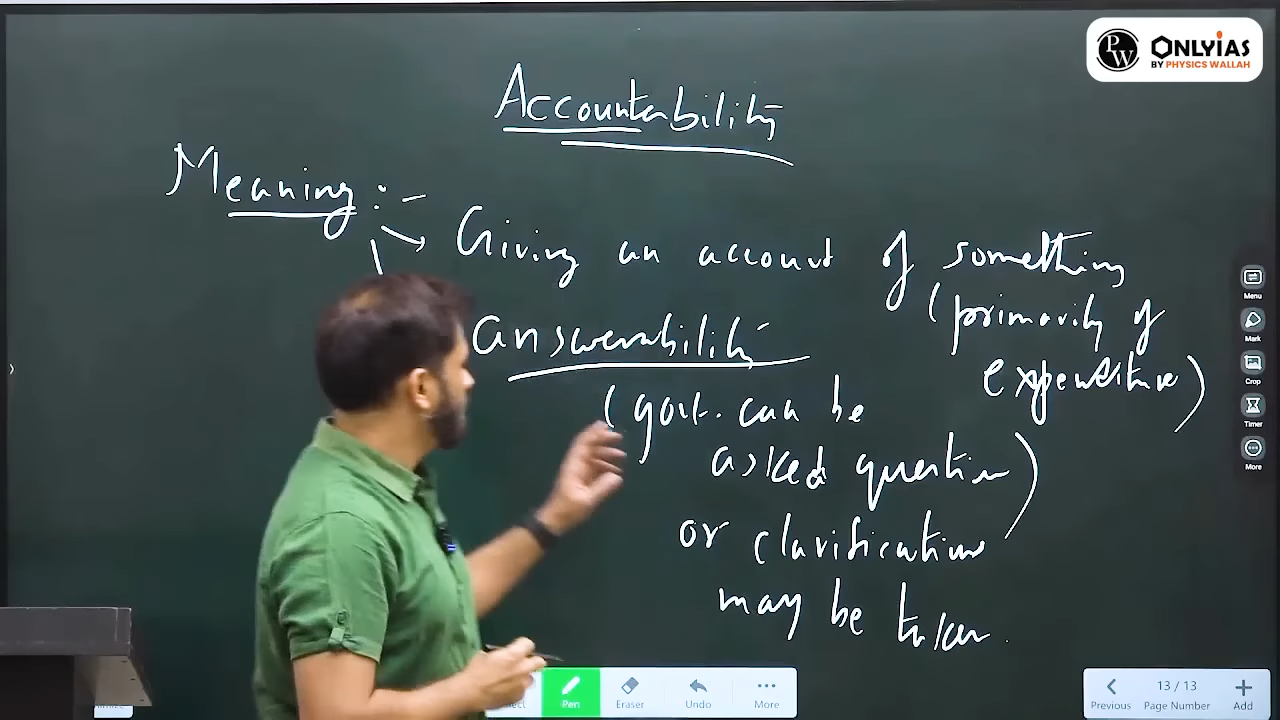 PW ONLYIAS
BY PHYSICS WALLAH
Accountability
Meaning :-
Giving an account of something
(primarily of
expenditure)
answerability
(govt. can be
asked question)
or clarification
may be taken
Menu
Mark
Crop
Timer
More
Pen
Eraser
Undo
More
Previous
13 / 13
Page Number
Add